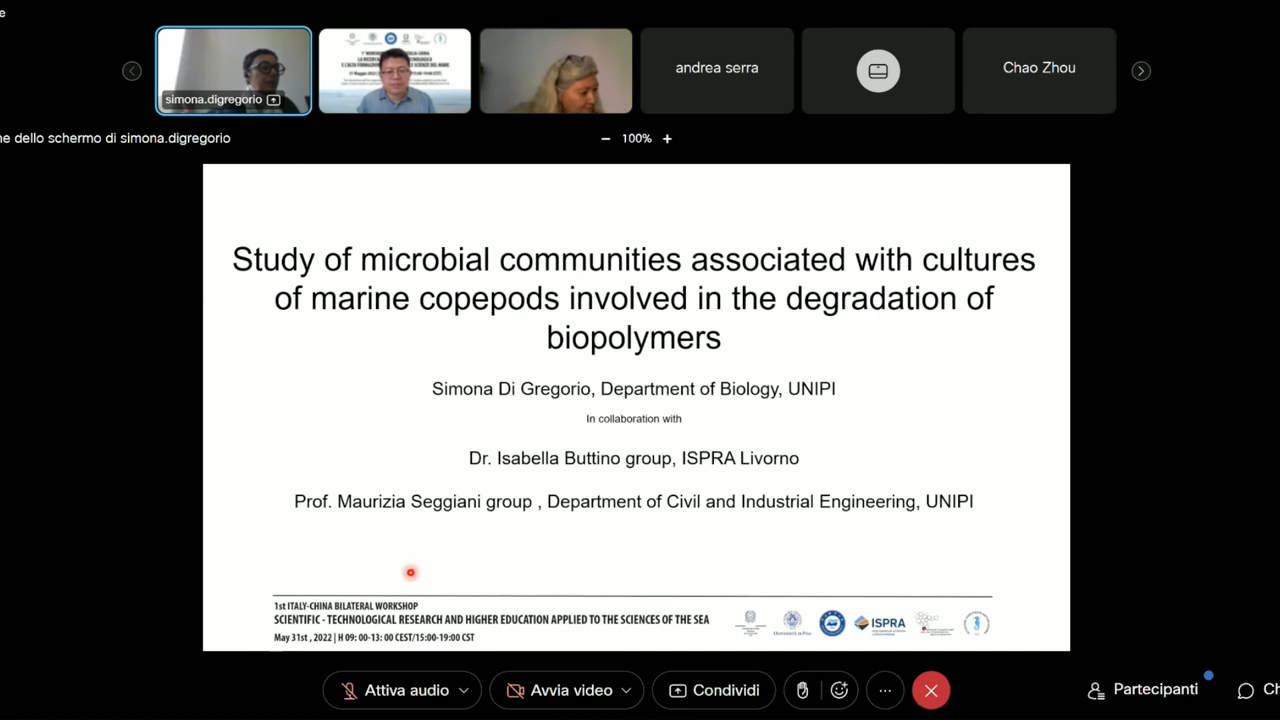 e
simona.digregorio
andrea serra
Chao Zhou
ne dello schermo di simona.digregorio
100%
Study of microbial communities associated with cultures
of marine copepods involved in the degradation of
biopolymers
Simona Di Gregorio, Department of Biology, UNIPI
In collaboration with
Dr. Isabella Buttino group, ISPRA Livorno
Prof. Maurizia Seggiani group , Department of Civil and Industrial Engineering, UNIPI
1st ITALY-CHINA BILATERAL WORKSHOP
SCIENTIFIC - TECHNOLOGICAL RESEARCH AND HIGHER EDUCATION APPLIED TO THE SCIENCES OF THE SEA
May 31st , 2022 | H 09: 00-13: 00 CEST/15:00-19:00 CST
ISPRA
Attiva audio
Avvia video
Condividi
Partecipanti
Ch